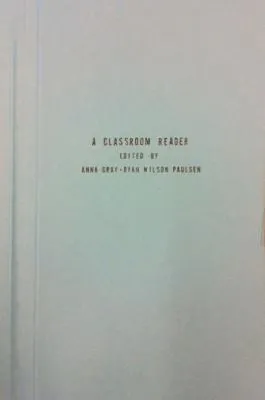 A CLASSROOM READER
EDITED BY
ANNA GRAY + RYAN WILSON PAULSEN